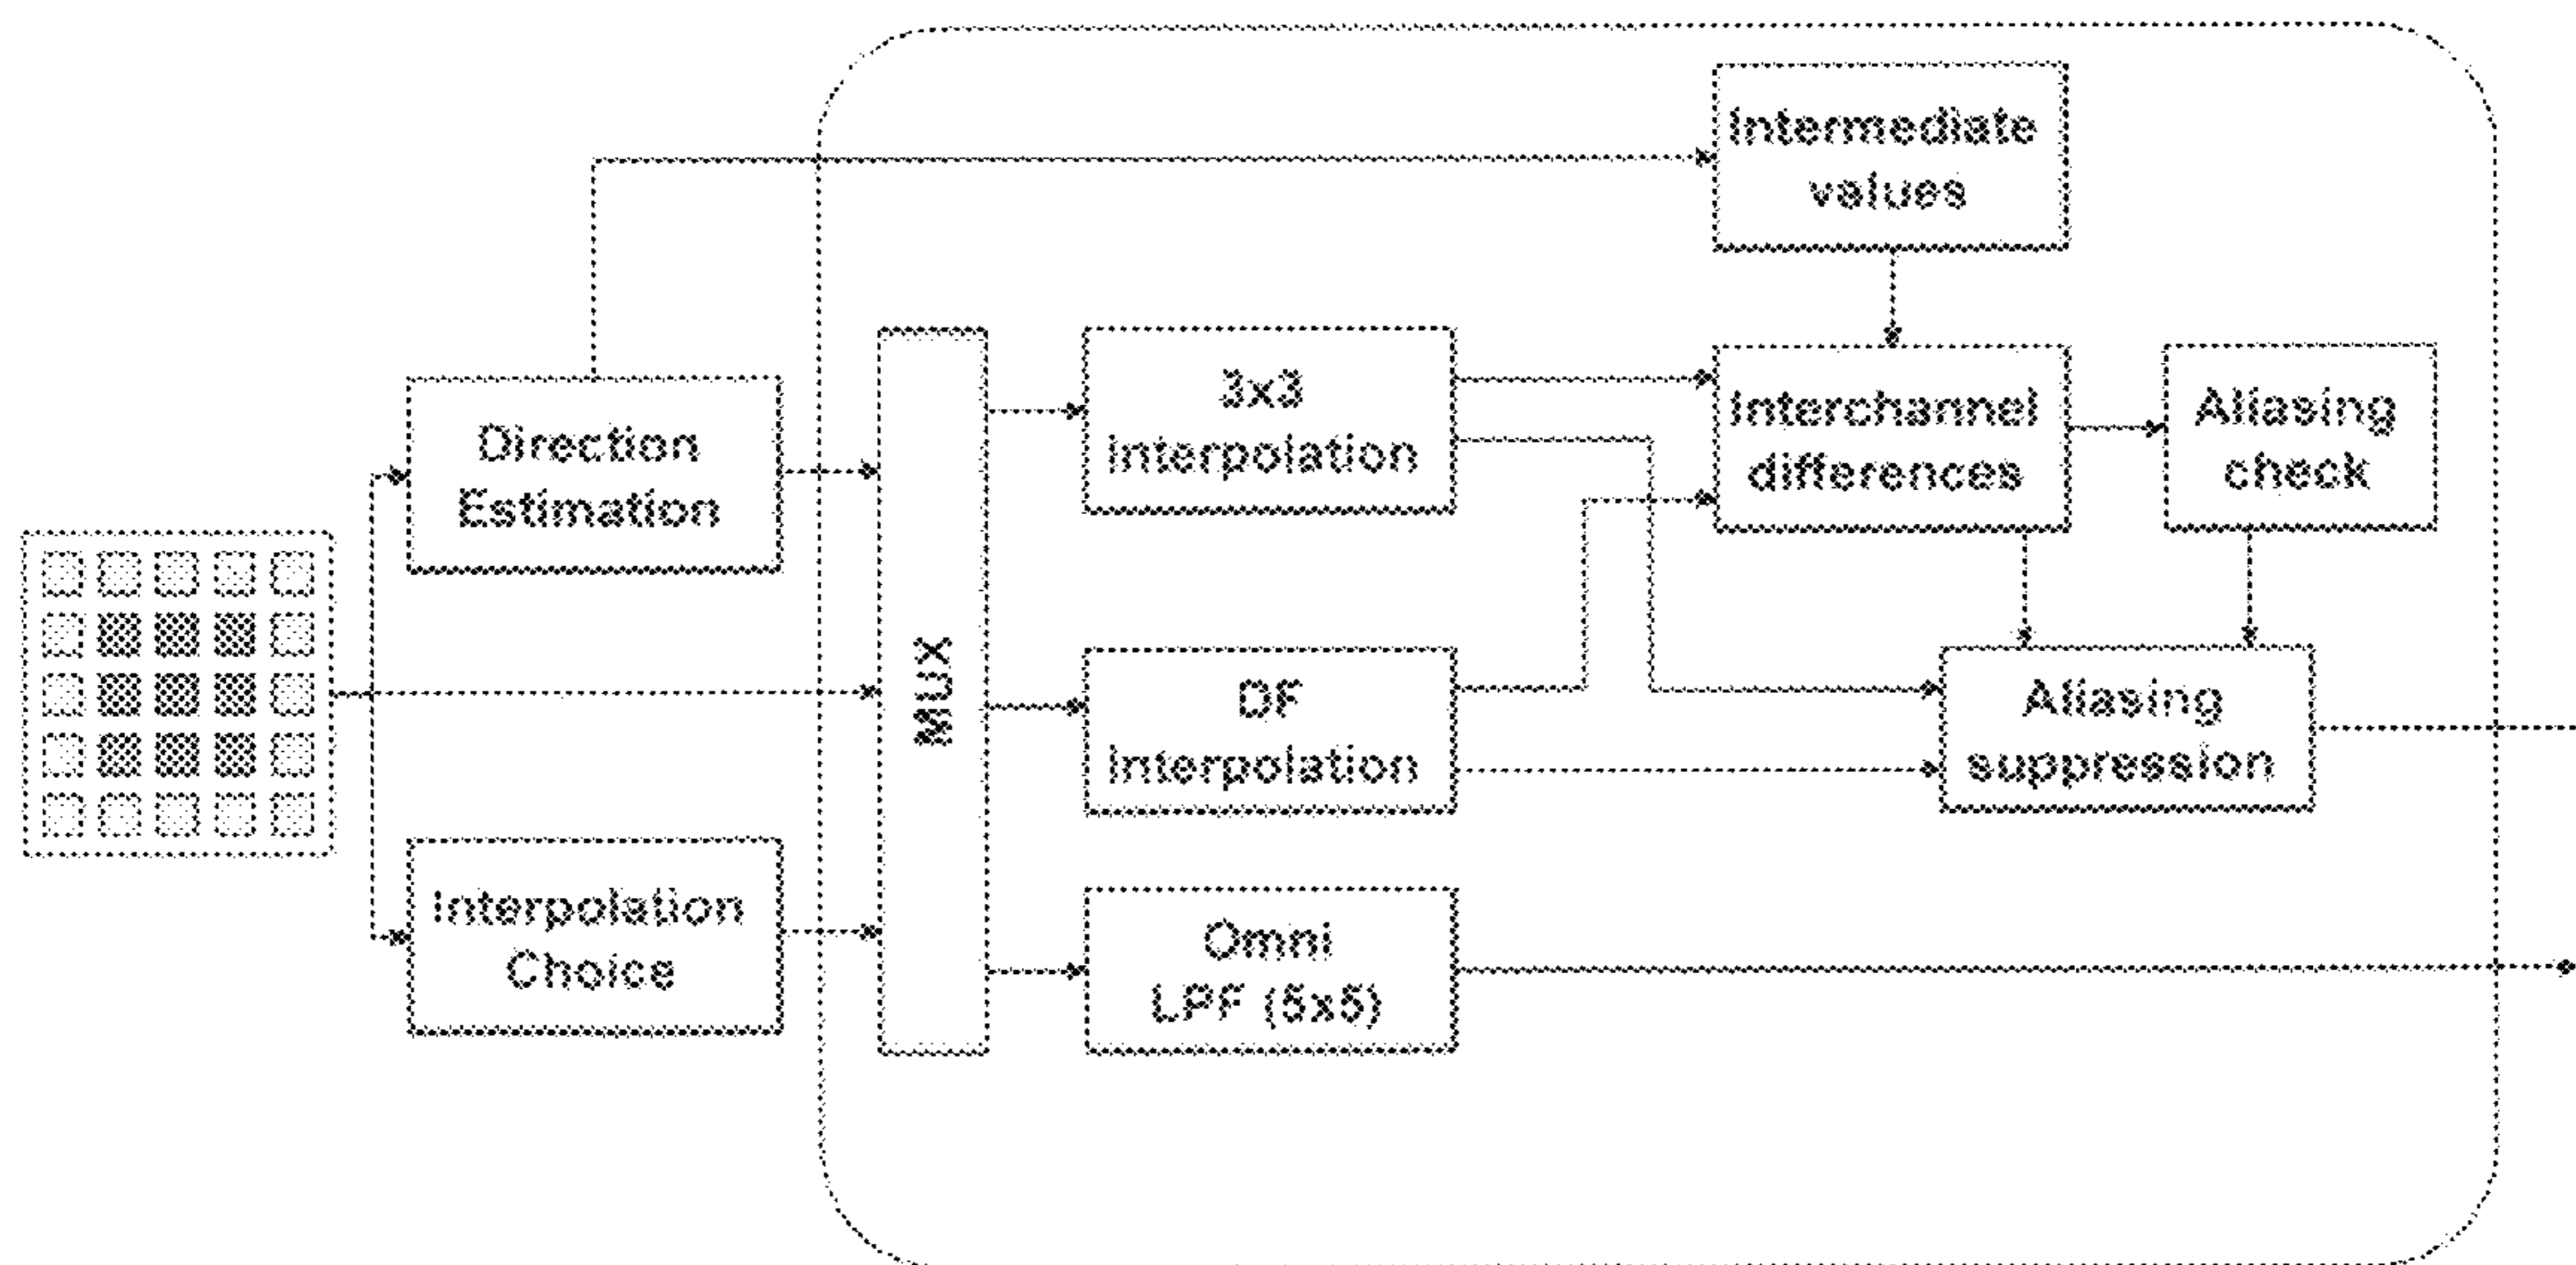 Intermediate
values
Direction
Estimation
MUX
3x3
Interpolation
Interchannel
differences
Aliasing
check
DF
Interpolation
Aliasing
suppression
Interpolation
Choice
Omni
LPF (5x5)